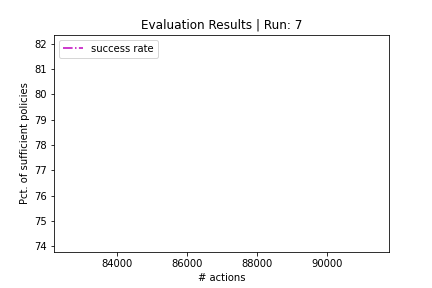 Evaluation Results | Run: 7
success rate
Pct. of sufficient policies
82
81
80
79
78
77
76
75
74
84000 86000 88000 90000
# actions